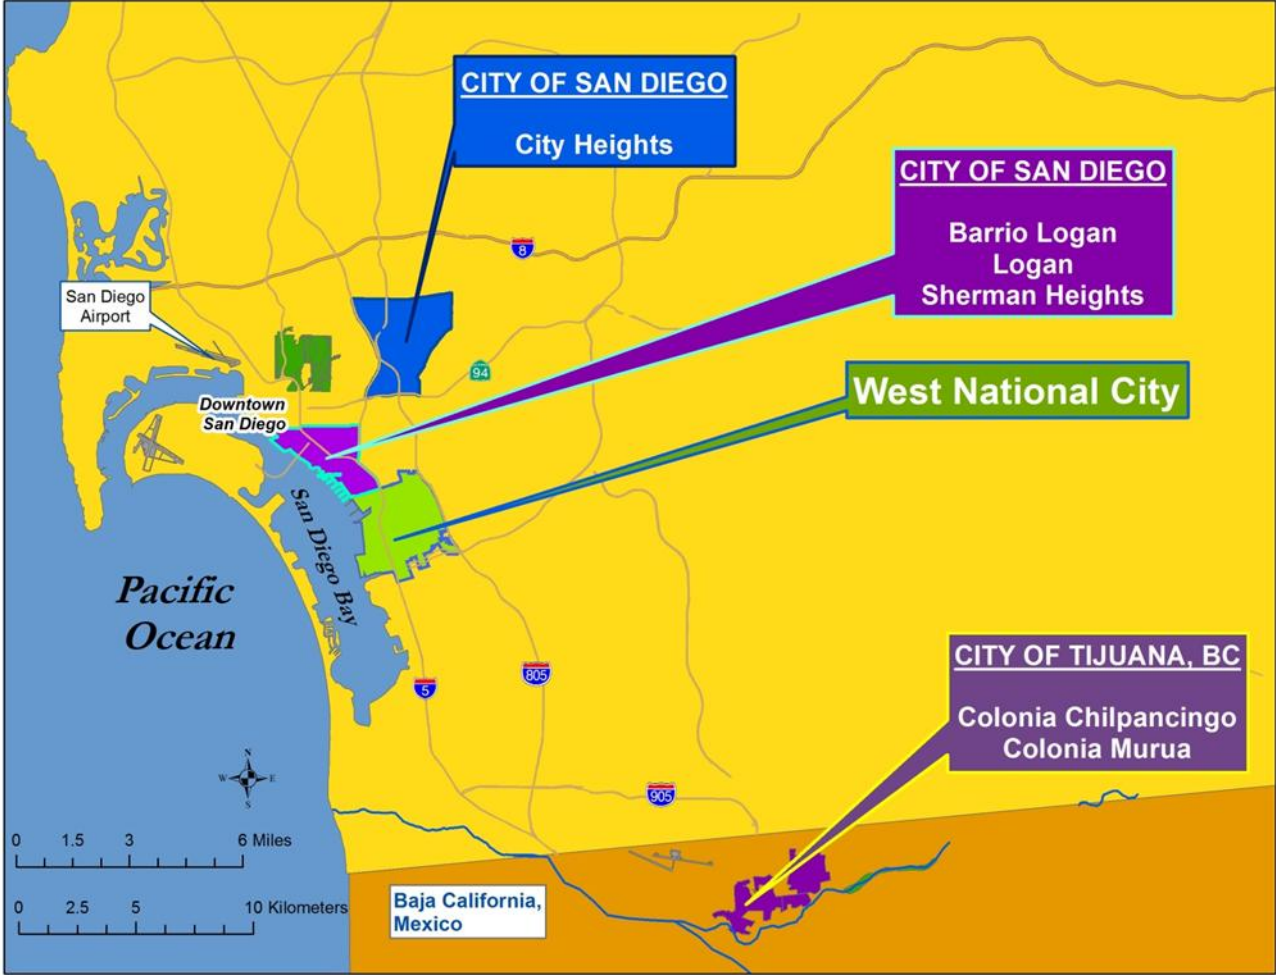 CITY OF SAN DIEGO
City Heights
CITY OF SAN DIEGO
Barrio Logan
Logan
Sherman Heights
8
San Diego
Airport
94
West National City
Downtown
San Diego
San Diego Bay
Pacific
Ocean
CITY OF TIJUANA, BC
Colonia Chilpancingo
Colonia Murua
805
5
905
N
W E
S
0 1.5 3 6 Miles
0 2.5 5 10 Kilometers
Baja California,
Mexico